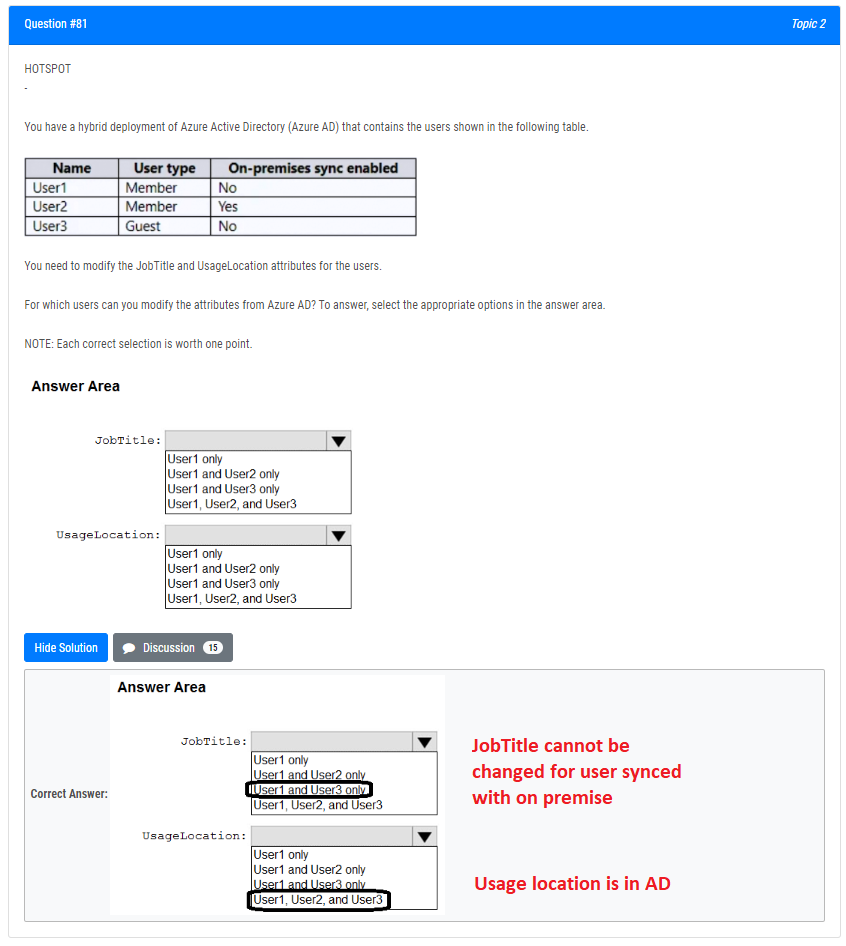 Question #81 Topic 2
HOTSPOT
-
You have a hybrid deployment of Azure Active Directory (Azure AD) that contains the users shown in the following table.
Name User type On-premises sync enabled
User1 Member No
User2 Member Yes
User3 Guest No
You need to modify the JobTitle and UsageLocation attributes for the users.
For which users can you modify the attributes from Azure AD? To answer, select the appropriate options in the answer area.
NOTE: Each correct selection is worth one point.
Answer Area
JobTitle:
User1 only
User1 and User2 only
User1 and User3 only
User1, User2, and User3
UsageLocation:
User1 only
User1 and User2 only
User1 and User3 only
User1, User2, and User3
Hide Solution Discussion 15
Correct Answer:
Answer Area
JobTitle:
User1 only
User1 and User2 only
User1 and User3 only
User1, User2, and User3
JobTitle cannot be
changed for user synced
with on premise
UsageLocation:
User1 only
User1 and User2 only
User1 and User3 only
User1, User2, and User3
Usage location is in AD